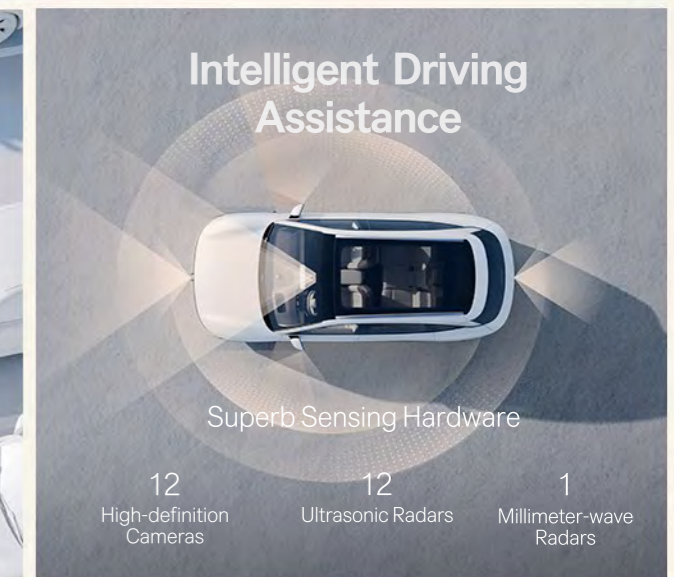 Intelligent Driving
Assistance
Superb Sensing Hardware
12
High-definition
Cameras
12
Ultrasonic Radars
1
Millimeter-wave
Radars